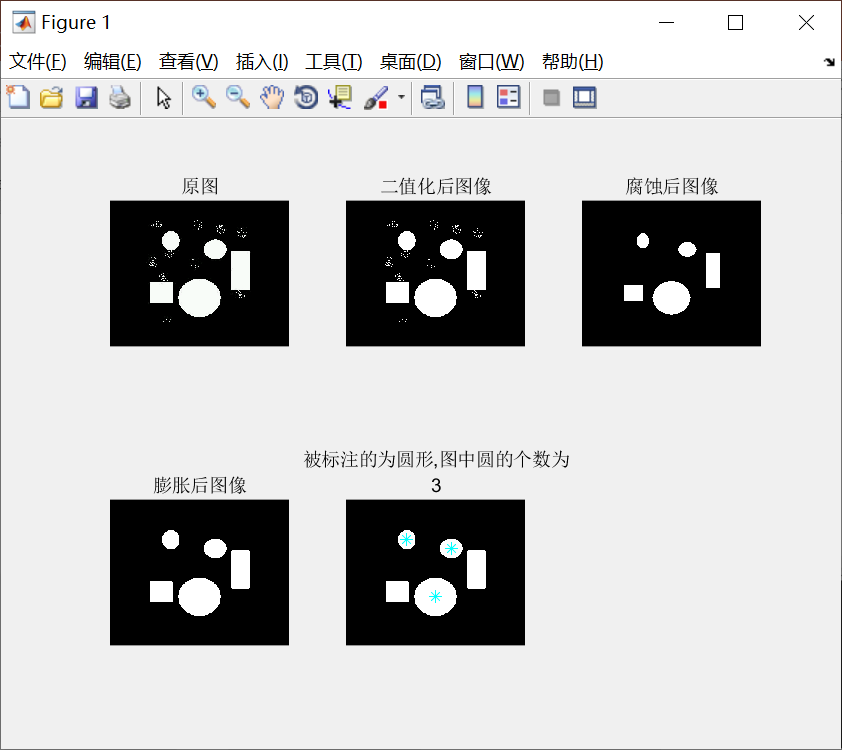 Figure 1
文件(F) 编辑(E) 查看(V) 插入(I) 工具(T) 桌面(D) 窗口(W) 帮助(H)
原图
二值化后图像
腐蚀后图像
膨胀后图像
被标注的为圆形,图中圆的个数为
3